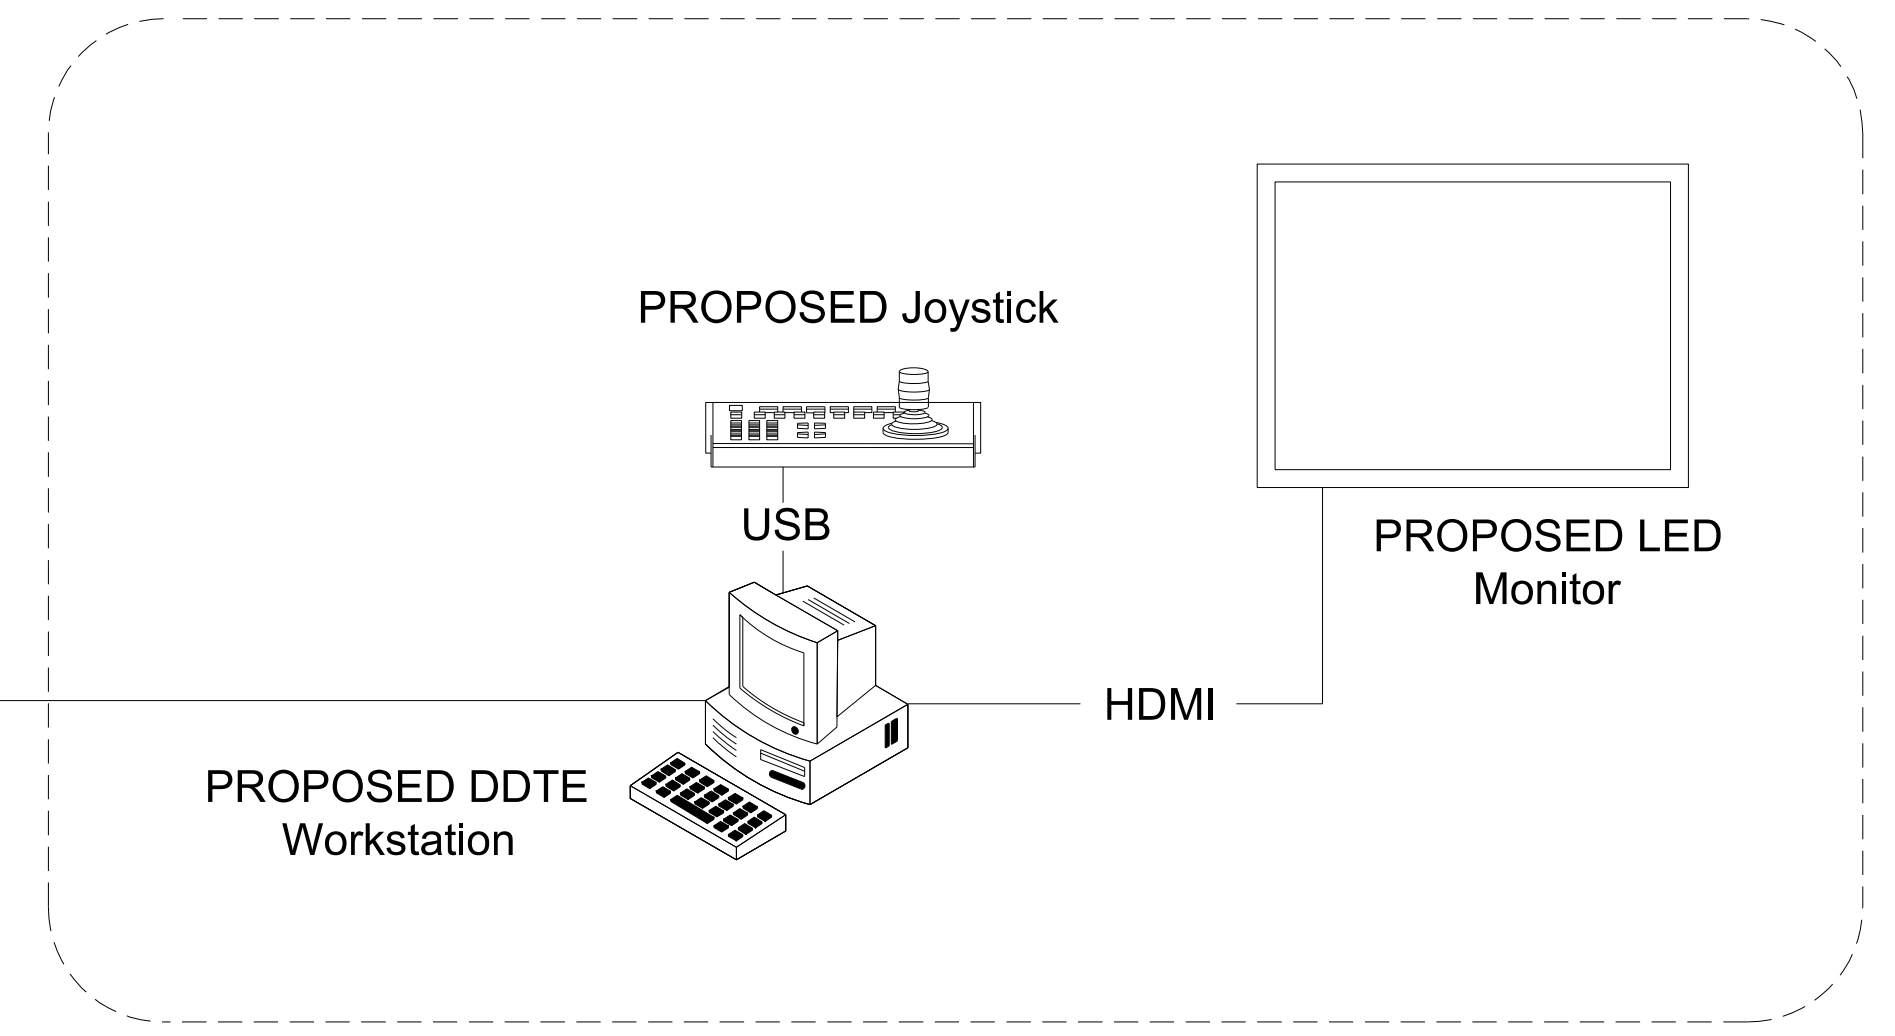 PROPOSED Joystick
USB
PROPOSED LED
Monitor
HDMI
PROPOSED DDTE
Workstation